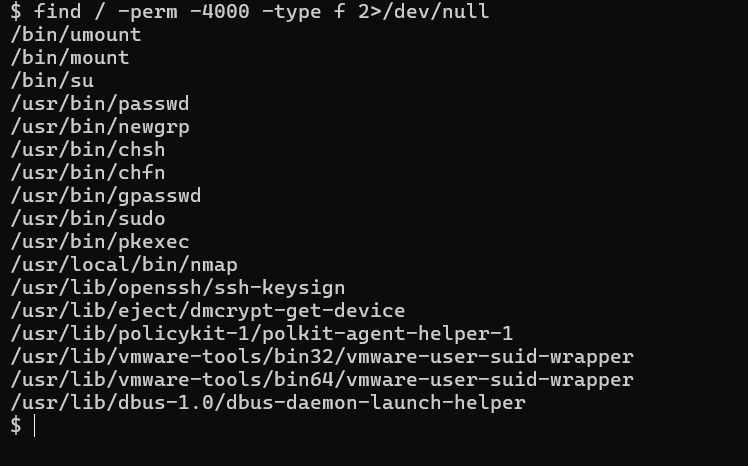 $ find / -perm -4000 -type f 2>/dev/null
/bin/umount
/bin/mount
/bin/su
/usr/bin/passwd
/usr/bin/newgrp
/usr/bin/chsh
/usr/bin/chfn
/usr/bin/gpasswd
/usr/bin/sudo
/usr/bin/pkexec
/usr/local/bin/nmap
/usr/lib/openssh/ssh-keysign
/usr/lib/eject/dmcrypt-get-device
/usr/lib/policykit-1/polkit-agent-helper-1
/usr/lib/vmware-tools/bin32/vmware-user-suid-wrapper
/usr/lib/vmware-tools/bin64/vmware-user-suid-wrapper
/usr/lib/dbus-1.0/dbus-daemon-launch-helper
$